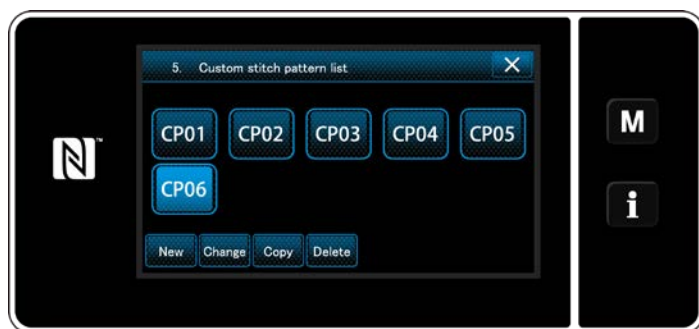 5. Custom stitch pattern list
CP01 CP02 CP03 CP04 CP05
CP06
New Change Copy Delete
M
i